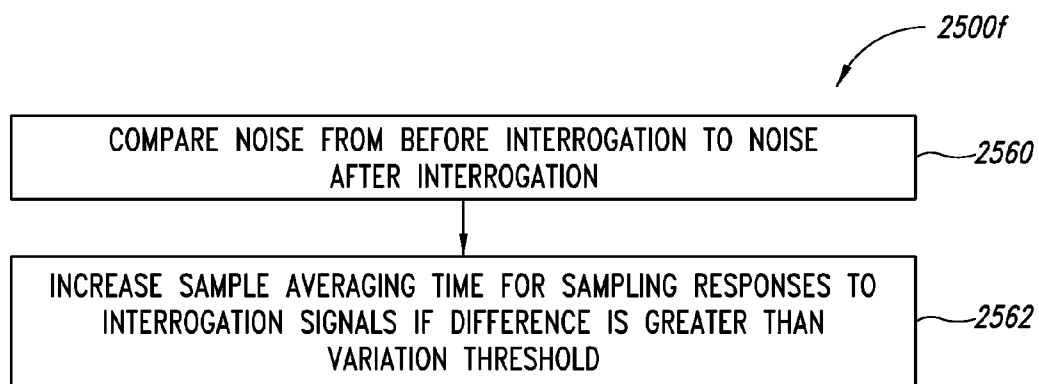 2500f
COMPARE NOISE FROM BEFORE INTERROGATION TO NOISE
AFTER INTERROGATION
2560
INCREASE SAMPLE AVERAGING TIME FOR SAMPLING RESPONSES TO
INTERROGATION SIGNALS IF DIFFERENCE IS GREATER THAN
VARIATION THRESHOLD
2562